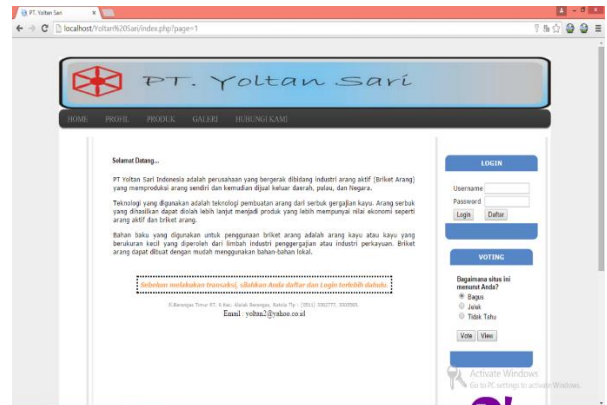 PT. Yoltan Sari
localhost/Yoltan%20Sari/index.php?page=1
PT. Yoltan Sari
HOME PROFIL PRODUK GALERI HUBUNGI KAMI
Selamat Datang...
PT Yoltan Sari Indonesia adalah perusahaan yang bergerak dibidang industri arang aktif (Briket Arang)
yang memproduksi arang sendiri dan kemudian dijual keluar daerah, pulau, dan Negara.
Teknologi yang digunakan adalah teknologi pembuatan arang dari serbuk gergajian kayu. Arang serbuk
yang dihasilkan dapat diolah lebih lanjut menjadi produk yang lebih mempunyai nilai ekonomi seperti
arang aktif dan briket arang.
Bahan baku yang digunakan untuk penggunaan briket arang adalah arang kayu atau kayu yang
berukuran kecil yang diperoleh dari limbah industri penggergajian atau industri perkayuan. Briket
arang dapat dibuat dengan mudah menggunakan bahan-bahan lokal.
Sebelum melakukan transaksi, silahkan Anda daftar dan Login terlebih dahulu.
Email : yoltan2@yahoo.co.id
LOGIN
Username
Password
Login Daftar
VOTING
Bagaimana situs ini
menurut Anda?
Bagus
Jelek
Tidak Tahu
Vote View
Activate Windows
Go to PC settings to activate Windows.